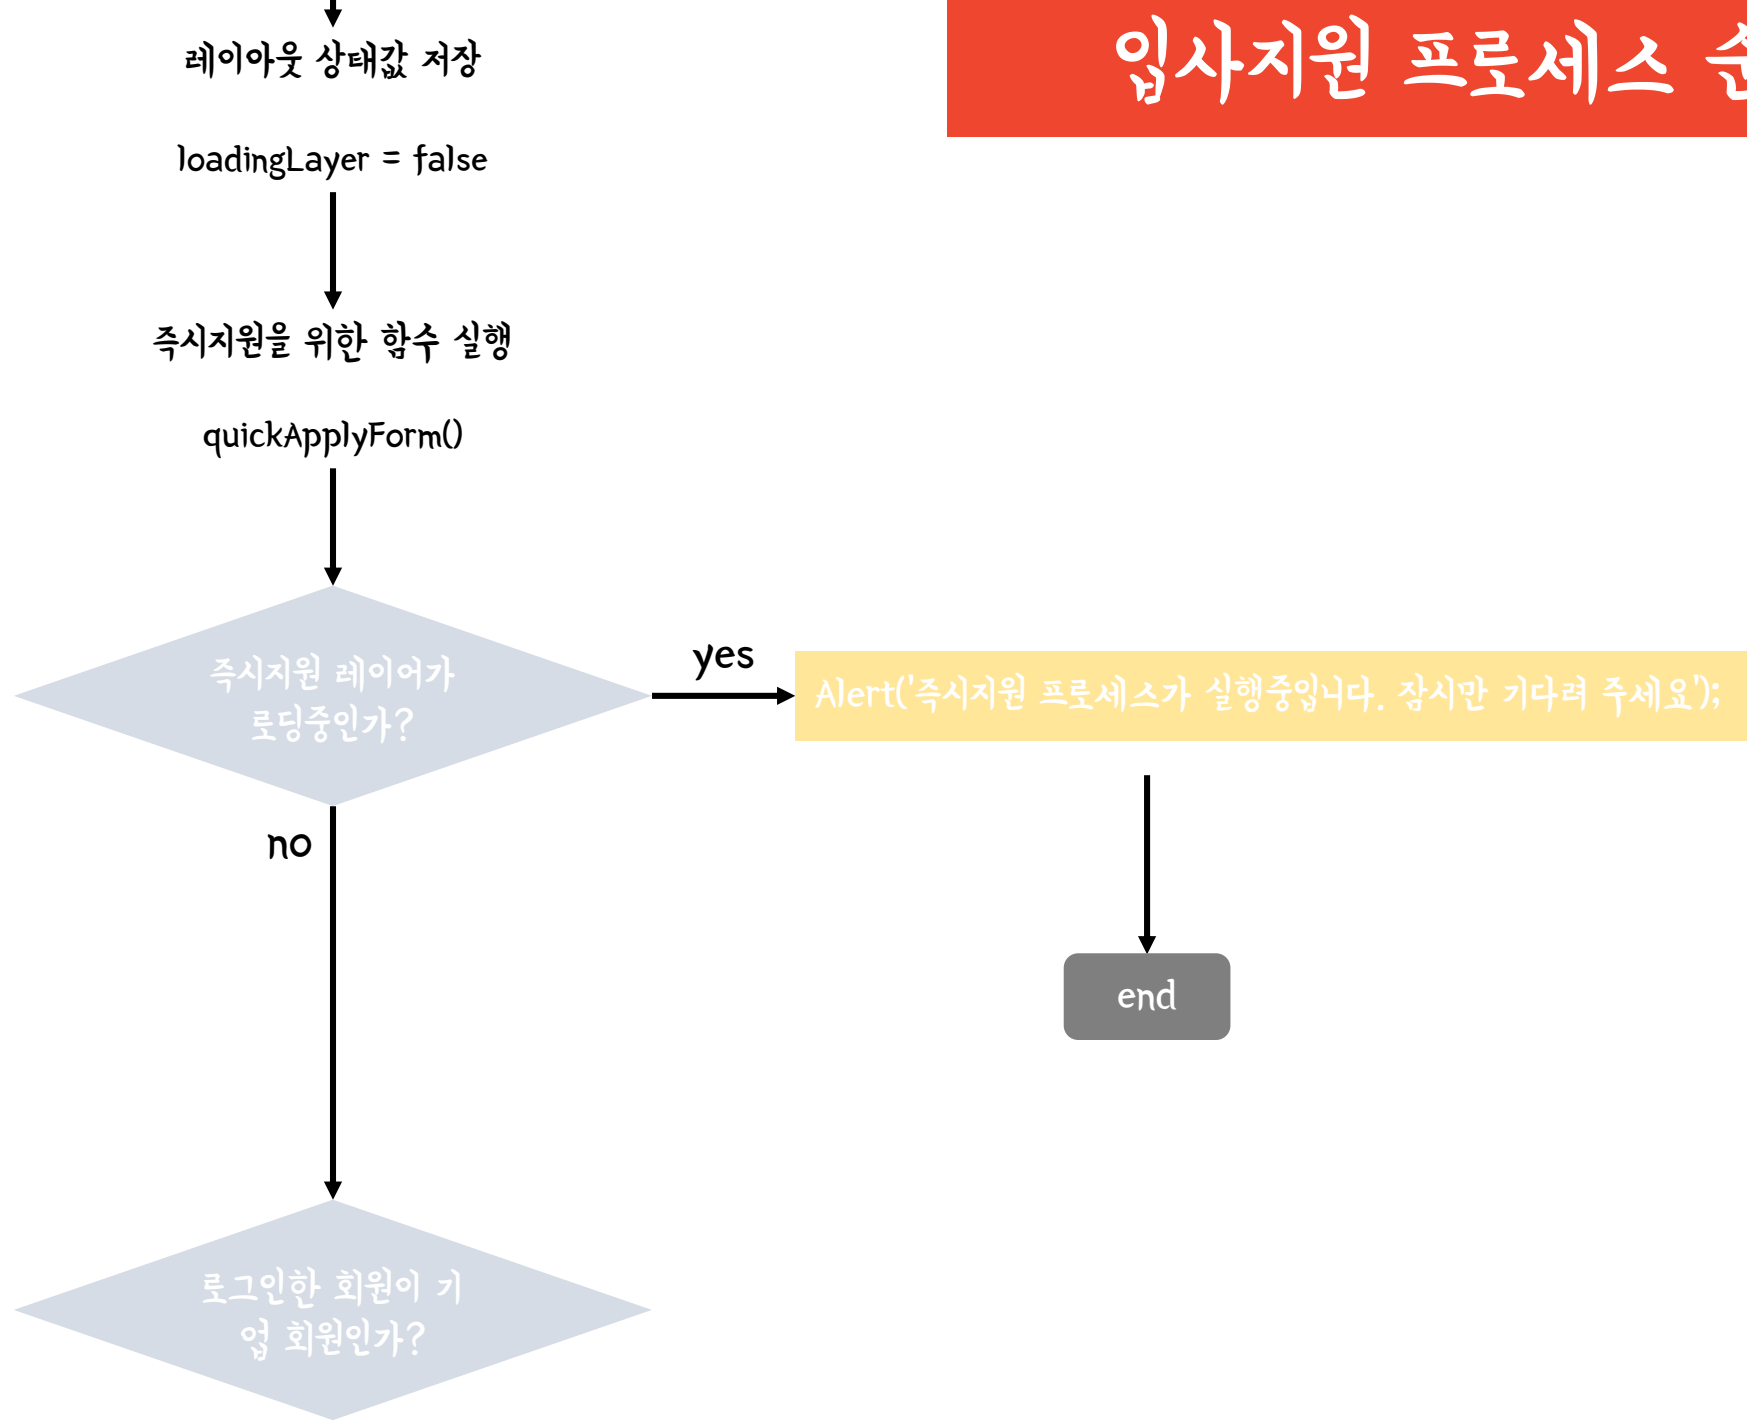 입사지원 프로세스
레이아웃 상태값 저장
loadingLayer = false
즉시지원을 위한 함수 실행
quickApplyForm()
즉시지원 레이어가
로딩중인가?
yes
Alert('즉시지원 프로세스가 실행중입니다. 잠시만 기다려 주세요');
no
end
로그인한 회원이 기
업 회원인가?